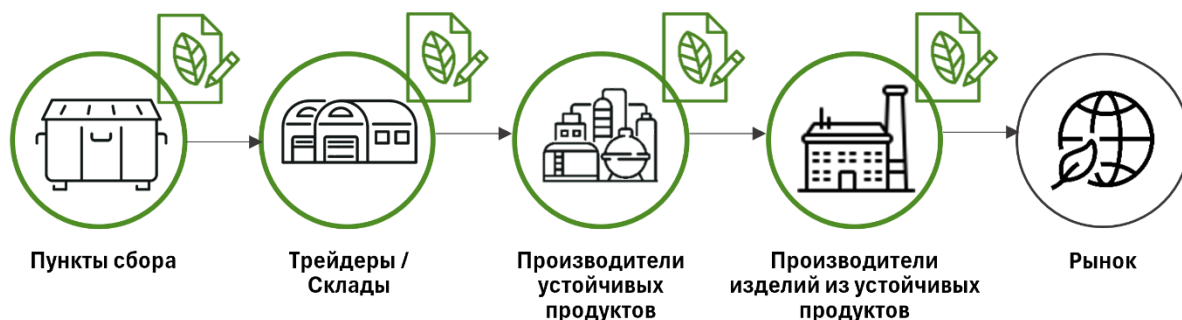 Пункты сбора
Трейдеры /
Склады
Производители
устойчивых
продуктов
Производители
изделий из устойчивых
продуктов
Рынок